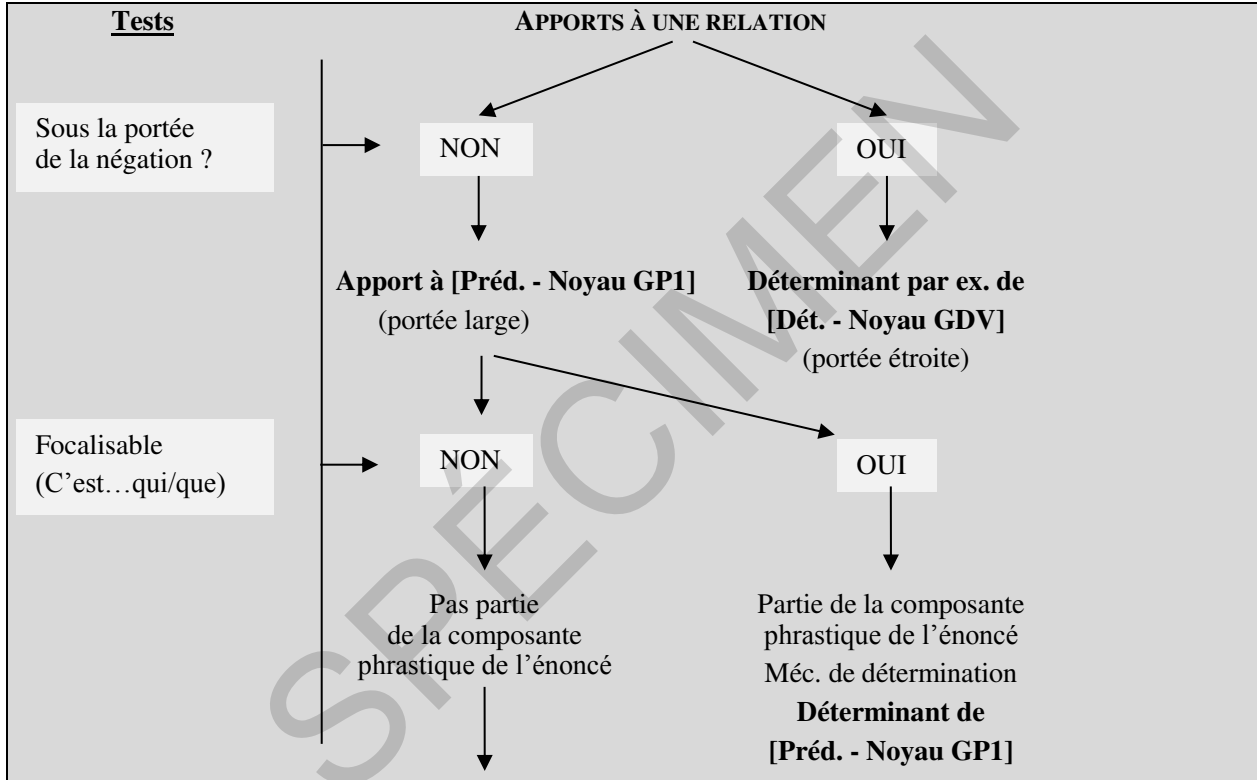 Tests
APPORTS À UNE RELATION
Sous la portée
de la négation ?
NON
OUI
Apport à [Préd. - Noyau GP1]
(portée large)
Déterminant par ex. de
[Dét. - Noyau GDV]
(portée étroite)
Focalisable
(C’est…qui/que)
NON
OUI
Pas partie
de la composante
phrastique de l’énoncé
Partie de la composante
phrastique de l’énoncé
Méc. de détermination
Déterminant de
[Préd. - Noyau GP1]
SPÉCIMEN